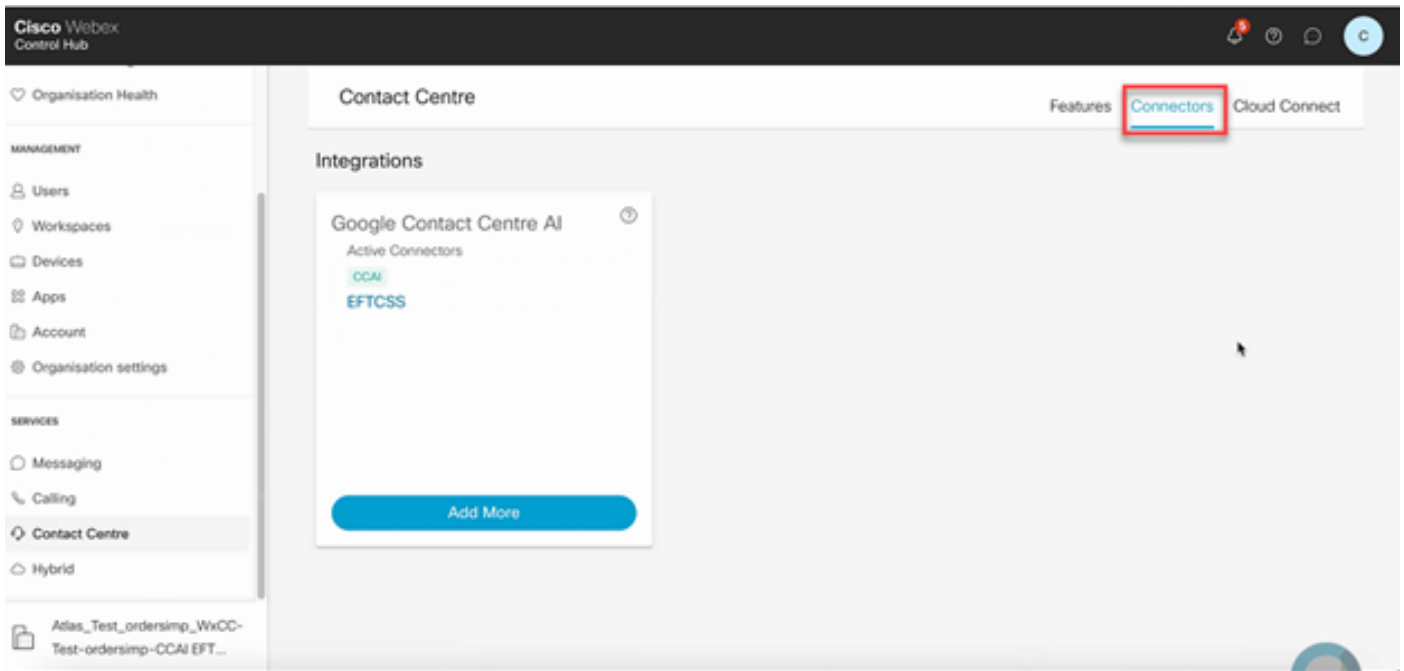 Cisco Webex
Control Hub
5
C
Organisation Health
MANAGEMENT
Users
Workspaces
Devices
Apps
Account
Organisation settings
SERVICES
Messaging
Calling
Contact Centre
Hybrid
Atlas_Test_ordersimp_WxCC-
Test-ordersimp-CCAI EFT...
Contact Centre
Features Connectors Cloud Connect
Integrations
Google Contact Centre AI
Active Connectors
CCAI
EFTCSS
Add More